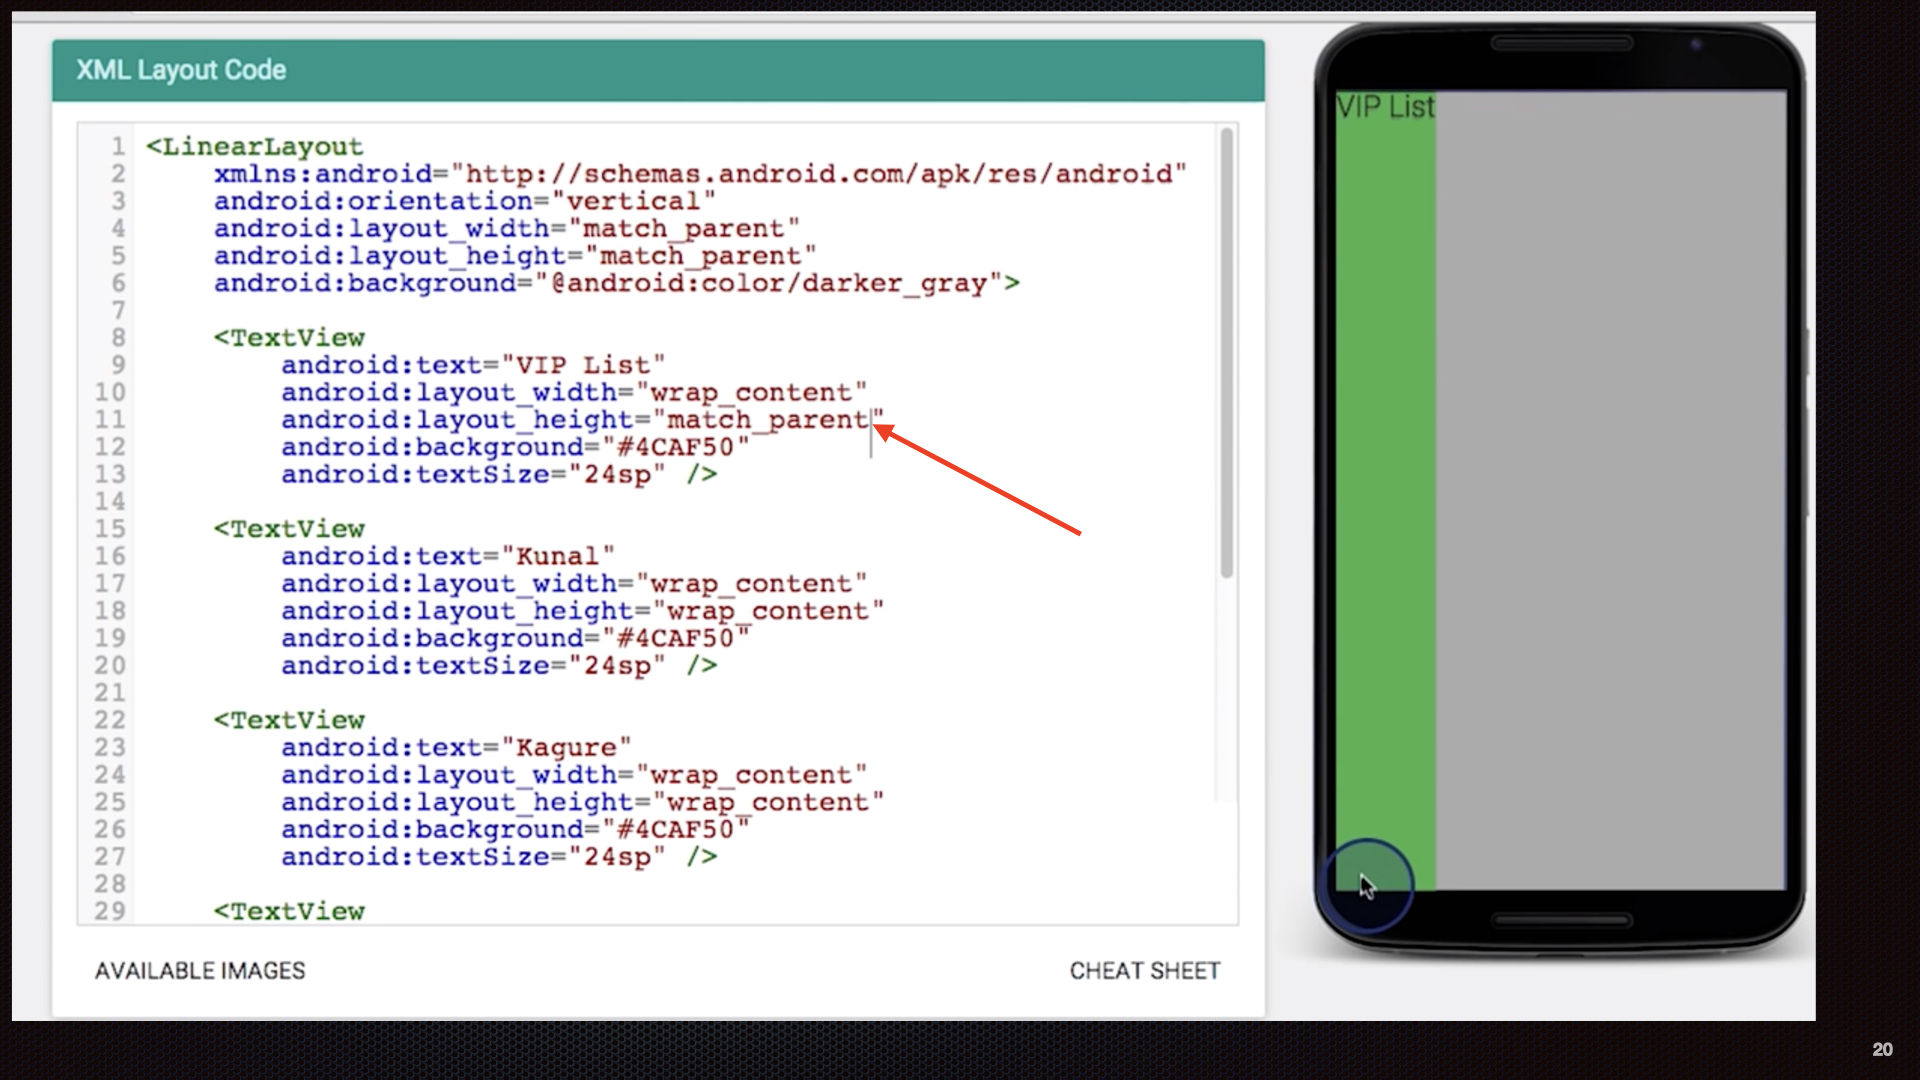 XML Layout Code
1 <LinearLayout
2 xmlns:android="http://schemas.android.com/apk/res/android"
3 android:orientation="vertical"
4 android:layout_width="match_parent"
5 android:layout_height="match_parent"
6 android:background="@android:color/darker_gray">
7
8 <TextView
9 android:text="VIP List"
10 android:layout_width="wrap_content"
11 android:layout_height="match_parent"
12 android:background="#4CAF50"
13 android:textSize="24sp" />
14
15 <TextView
16 android:text="Kunal"
17 android:layout_width="wrap_content"
18 android:layout_height="wrap_content"
19 android:background="#4CAF50"
20 android:textSize="24sp" />
21
22 <TextView
23 android:text="Kagure"
24 android:layout_width="wrap_content"
25 android:layout_height="wrap_content"
26 android:background="#4CAF50"
27 android:textSize="24sp" />
28
29 <TextView
AVAILABLE IMAGES
CHEAT SHEET
VIP List
20